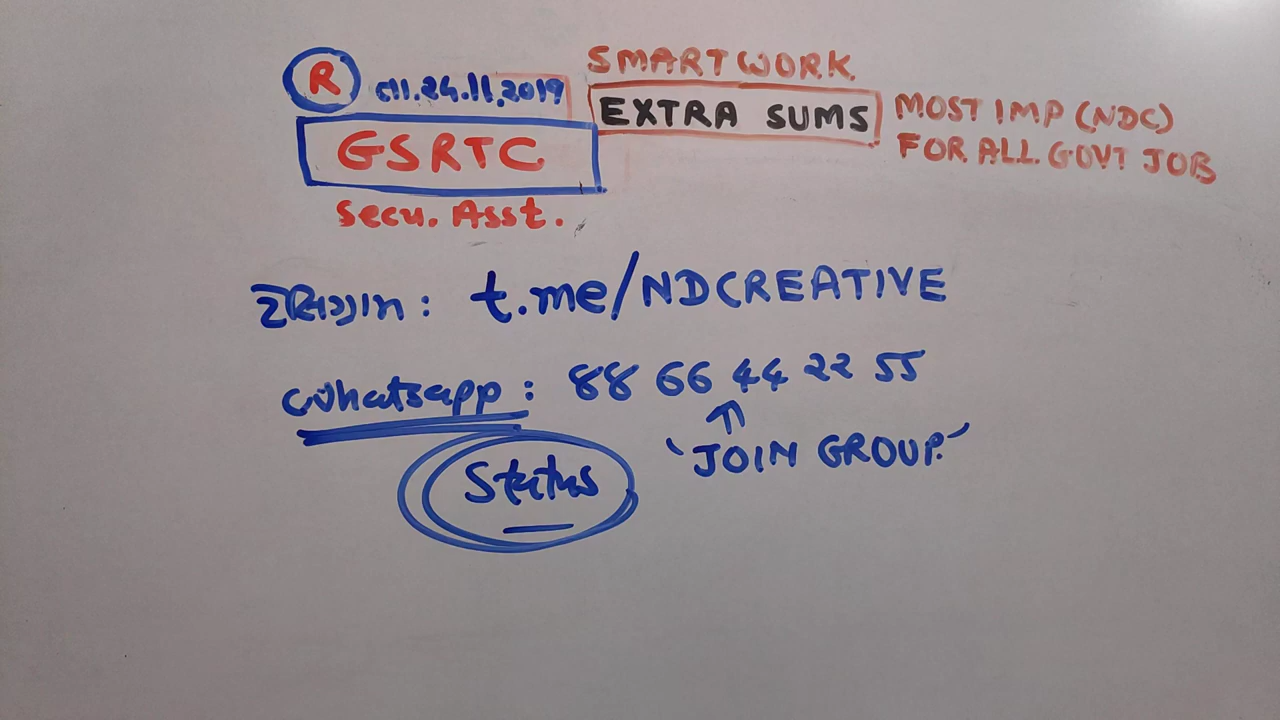 R તા.24.11.2019
GSRTC
Secu. Asst.
SMARTWORK
EXTRA SUMS
MOST IMP (NDC)
FOR ALL GOVT JOB
ટેલિગ્રામ : t.me/NDCREATIVE
Whatsapp : 88 66 44 22 55
'JOIN GROUP.'
Status